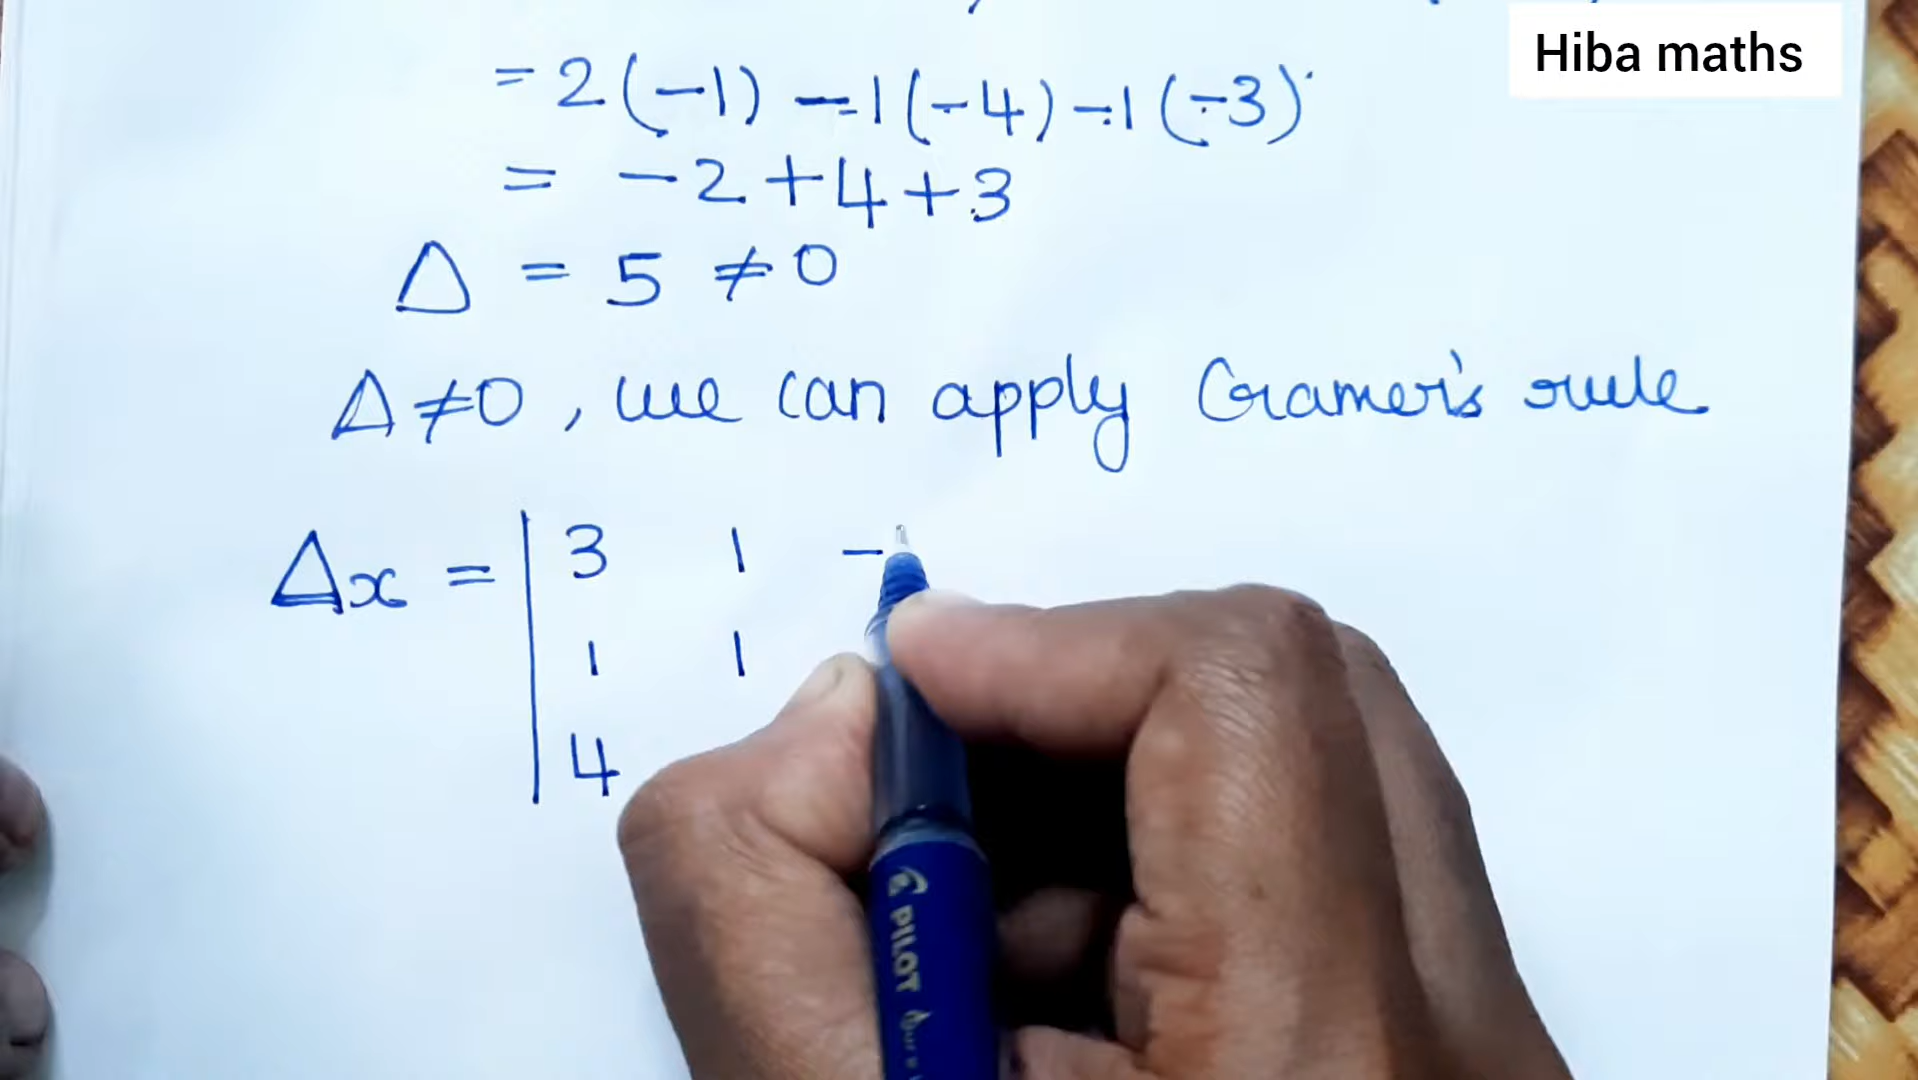 Hiba maths
= 2 (-1) - 1 (-4) - 1 (-3)
= -2 + 4 + 3
Δ = 5 ≠ 0
Δ ≠ 0, we can apply Cramer's rule
Δx = | 3 1 -
1 1
4
PILOT